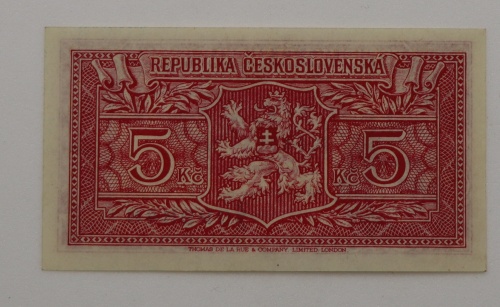 REPUBLIKA ČESKOSLOVENSKÁ
5 Kč 5 Kč
THOMAS DE LA RUE & COMPANY, LIMITED, LONDON.